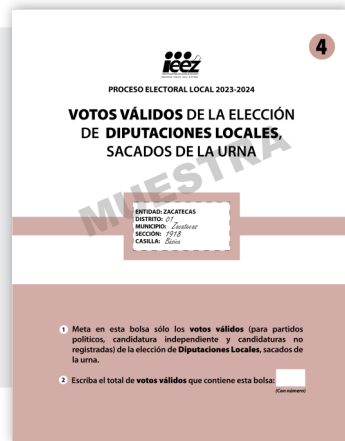 4
ieez
PROCESO ELECTORAL LOCAL 2023-2024
VOTOS VÁLIDOS DE LA ELECCIÓN
DE DIPUTACIONES LOCALES,
SACADOS DE LA URNA
MUESTRA
ENTIDAD: ZACATECAS
DISTRITO: 01
MUNICIPIO: Zacatecas
SECCIÓN: 1918
CASILLA: Básica
1 Meta en esta bolsa sólo los votos válidos (para partidos
políticos, candidatura independiente y candidaturas no
registradas) de la elección de Diputaciones Locales, sacados de
la urna.
2 Escriba el total de votos válidos que contiene esta bolsa:
(Con número)